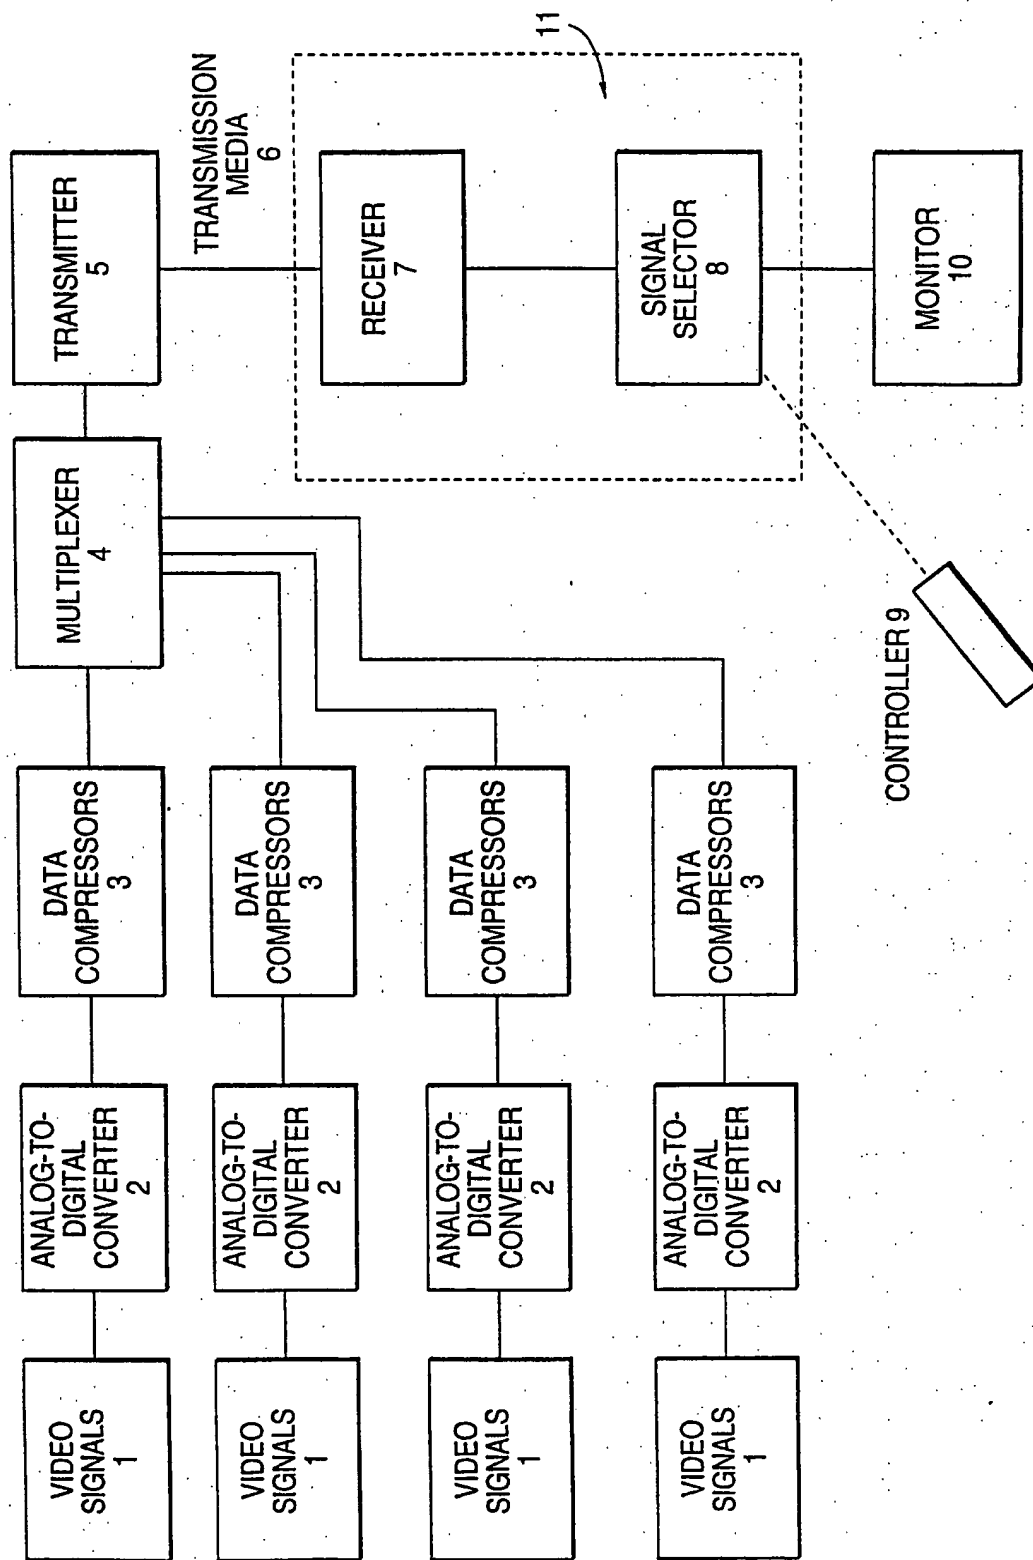 VIDEO
SIGNALS
1
ANALOG-TO-
DIGITAL
CONVERTER
2
DATA
COMPRESSORS
3
MULTIPLEXER
4
TRANSMITTER
5
VIDEO
SIGNALS
1
ANALOG-TO-
DIGITAL
CONVERTER
2
DATA
COMPRESSORS
3
TRANSMISSION
MEDIA
6
VIDEO
SIGNALS
1
ANALOG-TO-
DIGITAL
CONVERTER
2
DATA
COMPRESSORS
3
RECEIVER
7
11
VIDEO
SIGNALS
1
ANALOG-TO-
DIGITAL
CONVERTER
2
DATA
COMPRESSORS
3
SIGNAL
SELECTOR
8
CONTROLLER 9
MONITOR
10